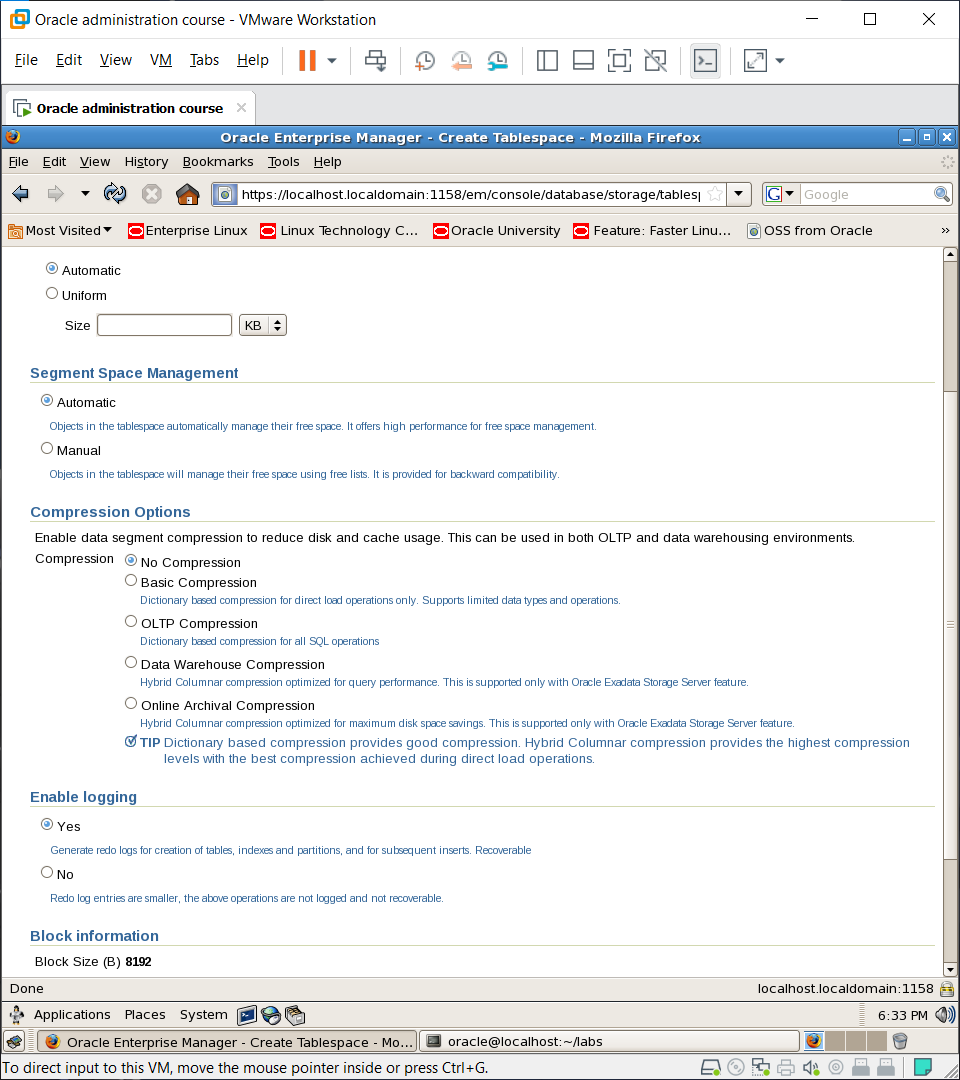 Oracle administration course - VMware Workstation
File Edit View VM Tabs Help
Oracle administration course
Oracle Enterprise Manager - Create Tablespace - Mozilla Firefox
File Edit View History Bookmarks Tools Help
https://localhost.localdomain:1158/em/console/database/storage/tablesp
G Google
Most Visited Enterprise Linux Linux Technology C... Oracle University Feature: Faster Linu... OSS from Oracle »
Automatic
Uniform
Size KB
Segment Space Management
Automatic
Objects in the tablespace automatically manage their free space. It offers high performance for free space management.
Manual
Objects in the tablespace will manage their free space using free lists. It is provided for backward compatibility.
Compression Options
Enable data segment compression to reduce disk and cache usage. This can be used in both OLTP and data warehousing environments.
Compression No Compression
Basic Compression
Dictionary based compression for direct load operations only. Supports limited data types and operations.
OLTP Compression
Dictionary based compression for all SQL operations
Data Warehouse Compression
Hybrid Columnar compression optimized for query performance. This is supported only with Oracle Exadata Storage Server feature.
Online Archival Compression
Hybrid Columnar compression optimized for maximum disk space savings. This is supported only with Oracle Exadata Storage Server feature.
TIP Dictionary based compression provides good compression. Hybrid Columnar compression provides the highest compression
levels with the best compression achieved during direct load operations.
Enable logging
Yes
Generate redo logs for creation of tables, indexes and partitions, and for subsequent inserts. Recoverable
No
Redo log entries are smaller, the above operations are not logged and not recoverable.
Block information
Block Size (B) 8192
Done localhost.localdomain:1158
Applications Places System 6:33 PM
Oracle Enterprise Manager - Create Tablespace - Mo... oracle@localhost:~/labs
To direct input to this VM, move the mouse pointer inside or press Ctrl+G.